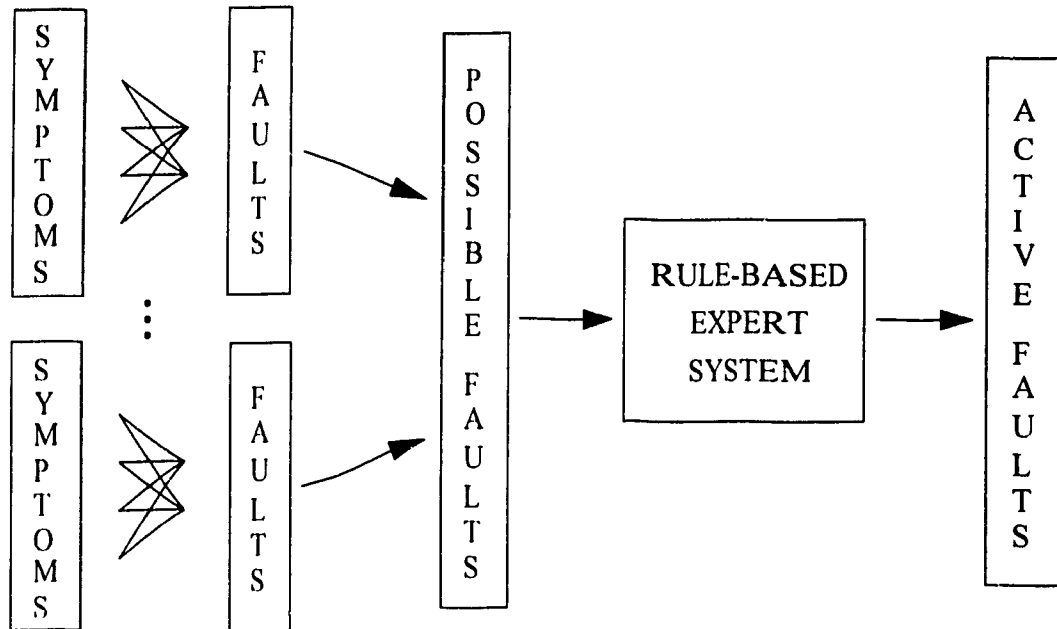 SYMPTOMS
FAULTS
SYMPTOMS
FAULTS
POSSIBLE FAULTS
RULE-BASED
EXPERT
SYSTEM
ACTIVE FAULTS